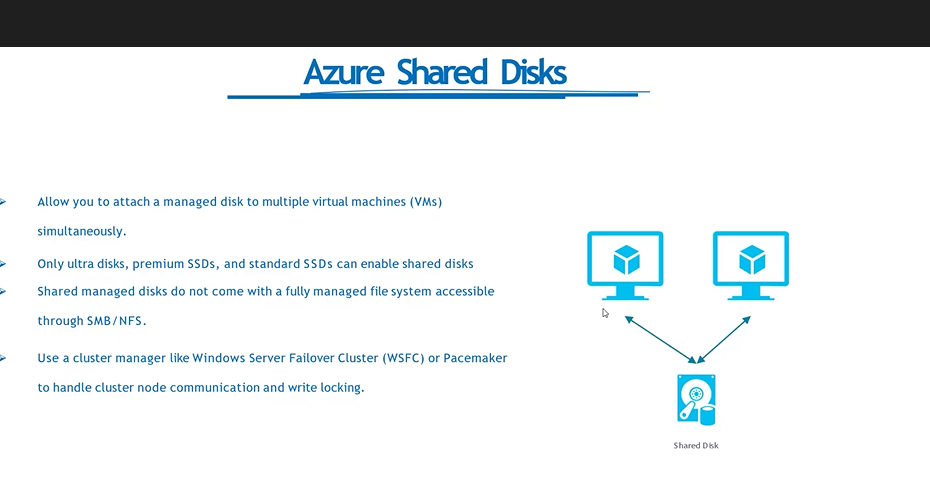 Azure Shared Disks
Allow you to attach a managed disk to multiple virtual machines (VMs)
simultaneously.
Only ultra disks, premium SSDs, and standard SSDs can enable shared disks
Shared managed disks do not come with a fully managed file system accessible
through SMB/NFS.
Use a cluster manager like Windows Server Failover Cluster (WSFC) or Pacemaker
to handle cluster node communication and write locking.
Shared Disk